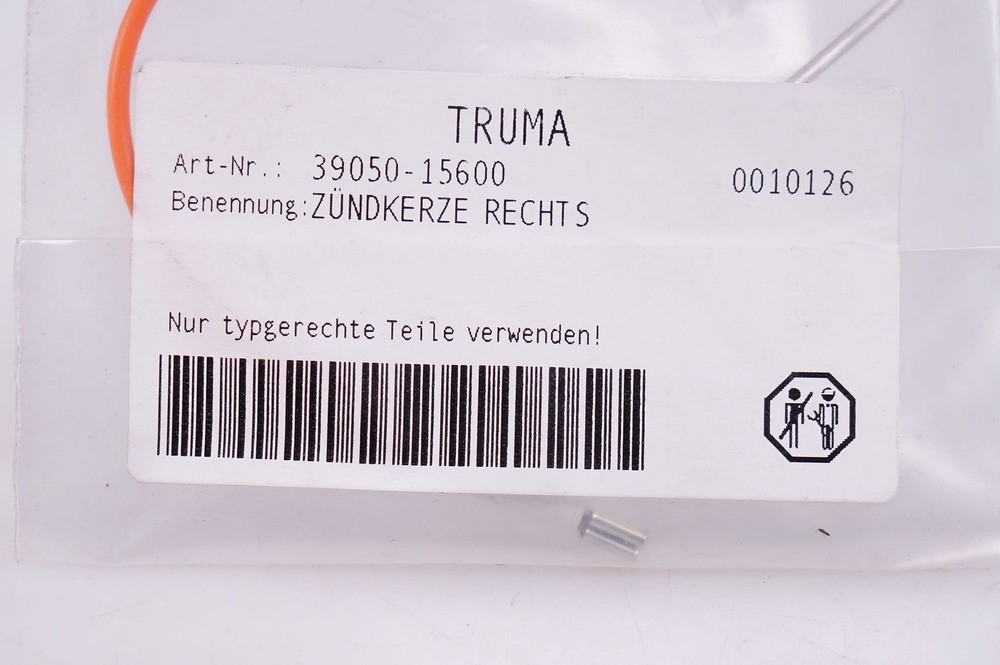 TRUMA
Art-Nr.: 39050-15600
0010126
Benennung:ZÜNDKERZE RECHTS
Nur typgerechte Teile verwenden!